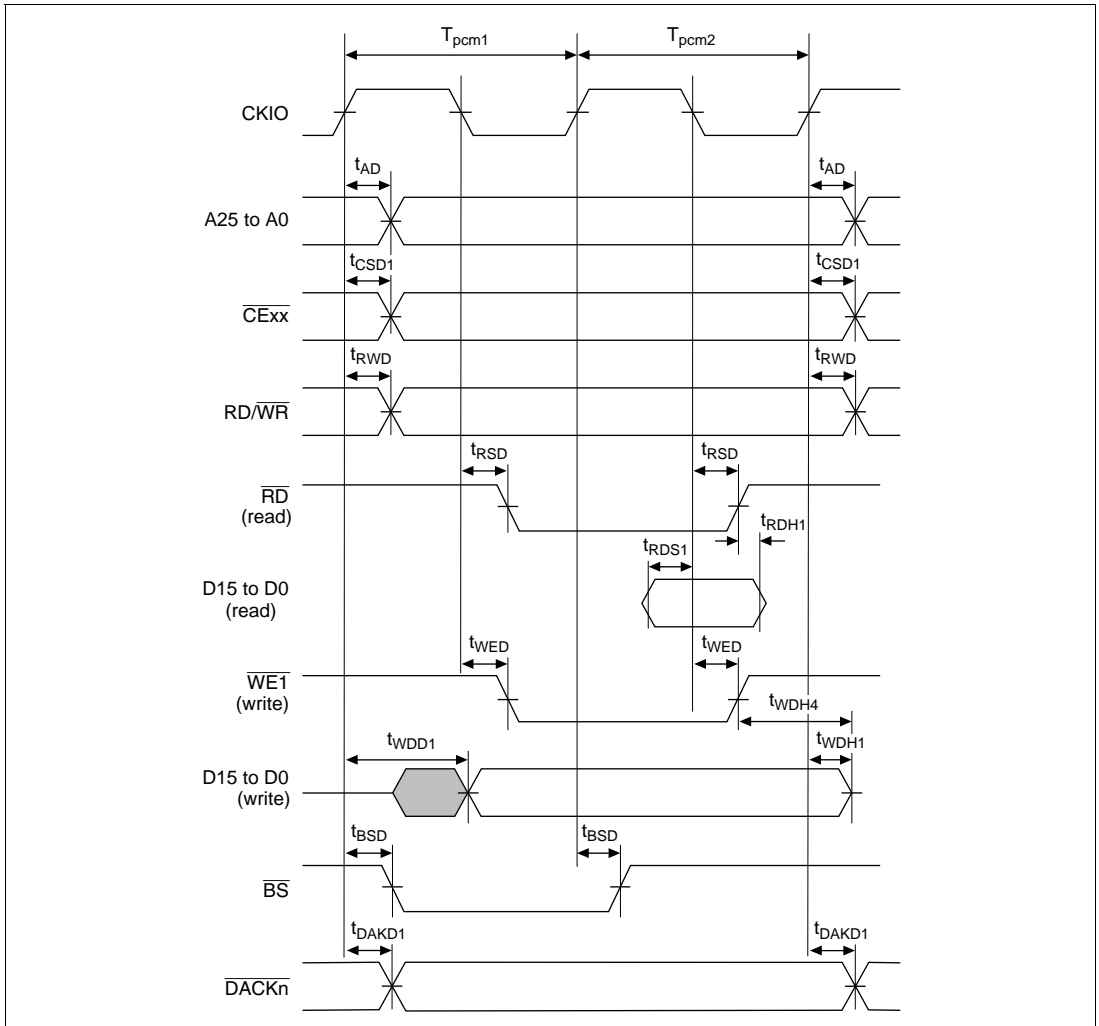 Tpcm1 Tpcm2
CKIO
tAD tAD
A25 to A0
tCSD1 tCSD1
CExx
tRWD tRWD
RD/WR
tRSD tRSD
RD
(read)
tRDH1
tRDS1
D15 to D0
(read)
tWED tWED
WE1
(write)
tWDH4
tWDD1 tWDH1
D15 to D0
(write)
tBSD tBSD
BS
tDAKD1 tDAKD1
DACKn